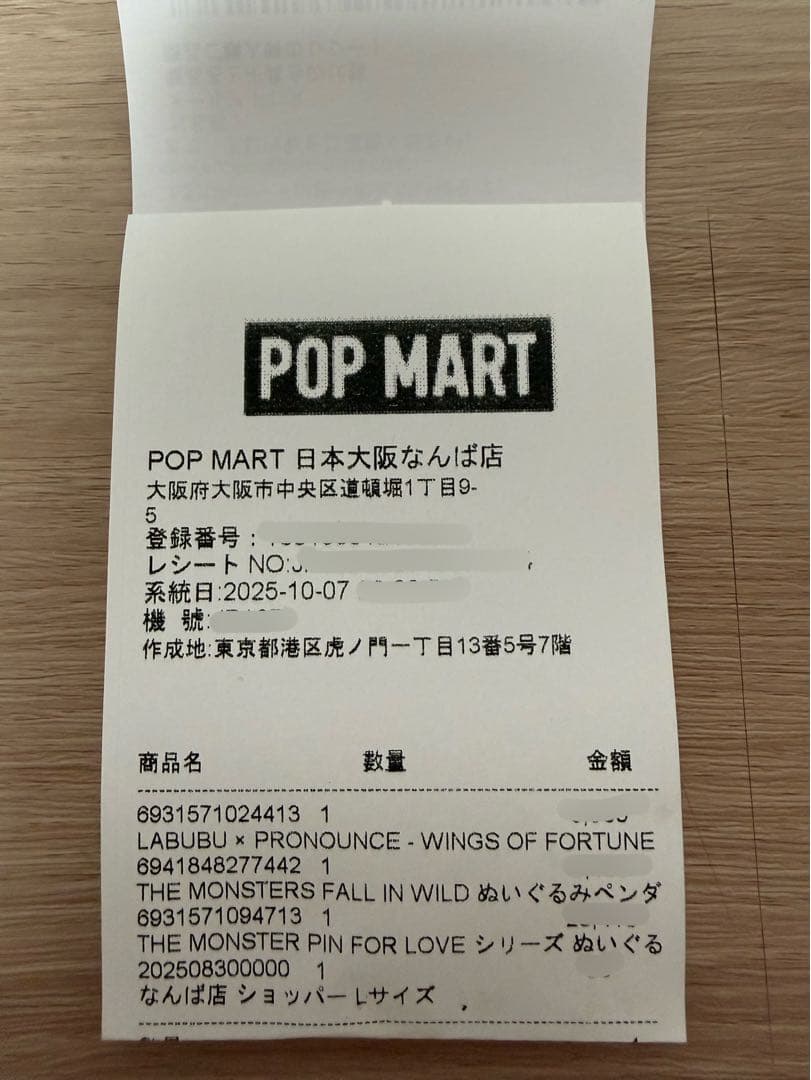 POP MART
POP MART 日本大阪なんば店
大阪府大阪市中央区道頓堀1丁目9-
5
登録番号:
レシート NO:J.
系統日:2025-10-07
機 號:
作成地:東京都港区虎ノ門一丁目13番5号7階
商品名 數量 金額
6931571024413 1
LABUBU × PRONOUNCE - WINGS OF FORTUNE
6941848277442 1
THE MONSTERS FALL IN WILD ぬいぐるみペンダ
6931571094713 1
THE MONSTER PIN FOR LOVE シリーズ ぬいぐる
202508300000 1
なんば店 ショッパー Lサイズ